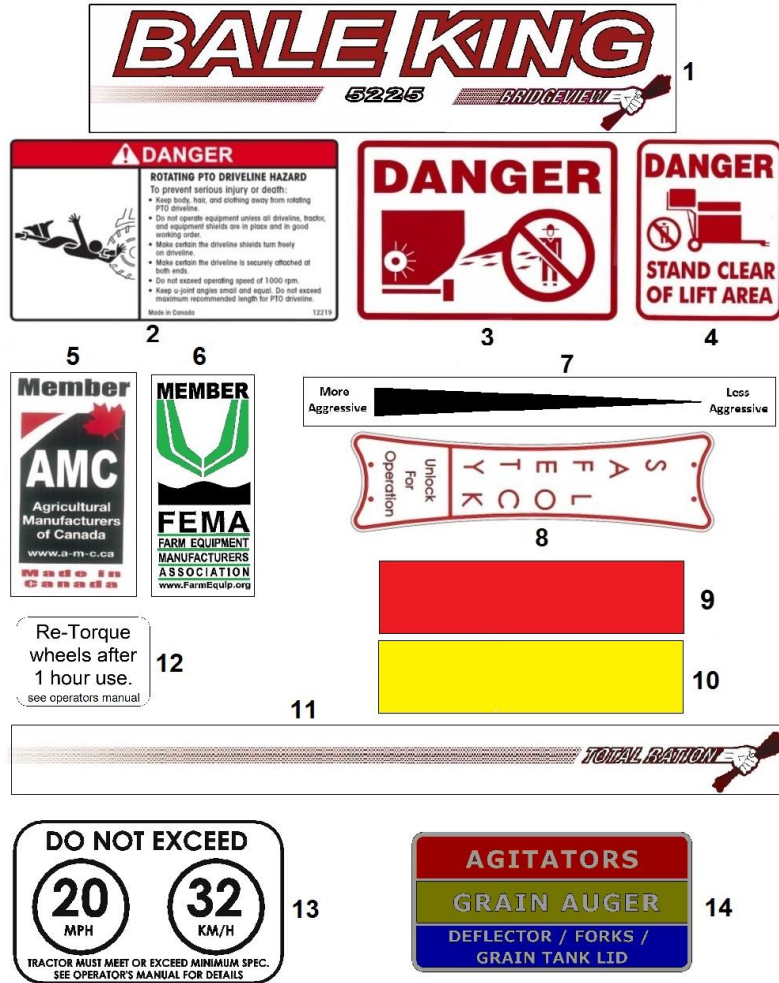 BALE KING
5225 BRIDGEVIEW
1
DANGER
ROTATING PTO DRIVELINE HAZARD
To prevent serious injury or death:
• Keep body, hair, and clothing away from rotating
PTO driveline.
• Do not operate equipment unless all driveline, tractor,
and equipment shields are in place and in good
working order.
• Make certain the driveline shields turn freely
on driveline.
• Make certain the driveline is securely attached at
both ends.
• Do not exceed operating speed of 1000 rpm.
• Keep u-joint angles small and equal. Do not exceed
maximum recommended length for PTO driveline.
Made in Canada 12219
2
DANGER
3
DANGER
STAND CLEAR
OF LIFT AREA
4
5
Member
AMC
Agricultural
Manufacturers
of Canada
www.a-m-c.ca
Made in
Canada
6
MEMBER
FEMA
FARM EQUIPMENT
MANUFACTURERS
ASSOCIATION
www.FarmEquip.org
7
More
Aggressive
Less
Aggressive
SAFETY
LOCK
Unlock
For
Operation
8
9
10
Re-Torque
wheels after
1 hour use.
see operators manual
12
11
TOTAL RATION
DO NOT EXCEED
20
MPH
32
KM/H
TRACTOR MUST MEET OR EXCEED MINIMUM SPEC.
SEE OPERATOR'S MANUAL FOR DETAILS
13
AGITATORS
GRAIN AUGER
DEFLECTOR / FORKS /
GRAIN TANK LID
14